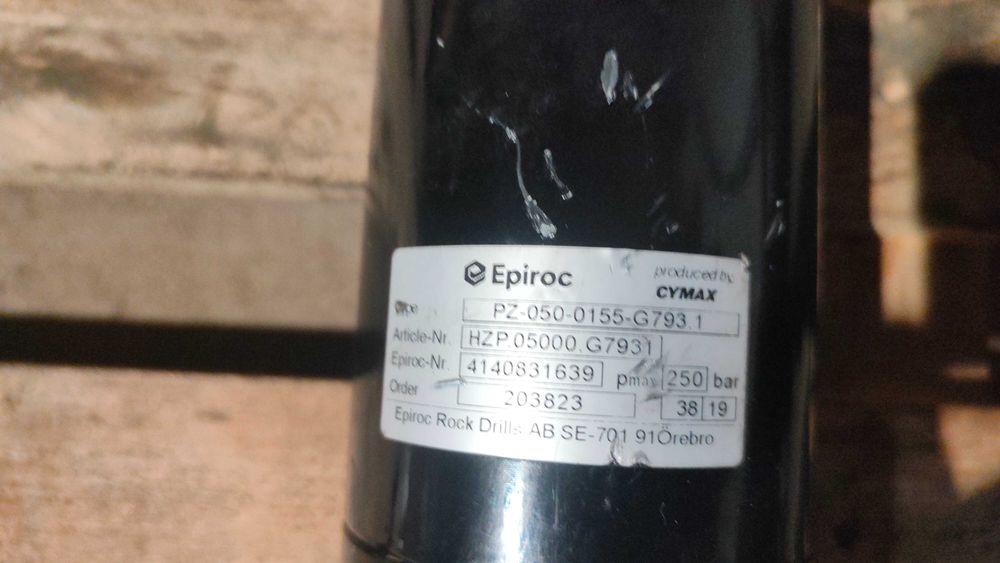 Epiroc
produced by
CYMAX
Type PZ-050-0155-G793.1
Article-Nr. HZP.05000.G7931
Epiroc-Nr. 4140831639 pmax 250 bar
Order 203823 38 19
Epiroc Rock Drills AB SE-701 91Örebro